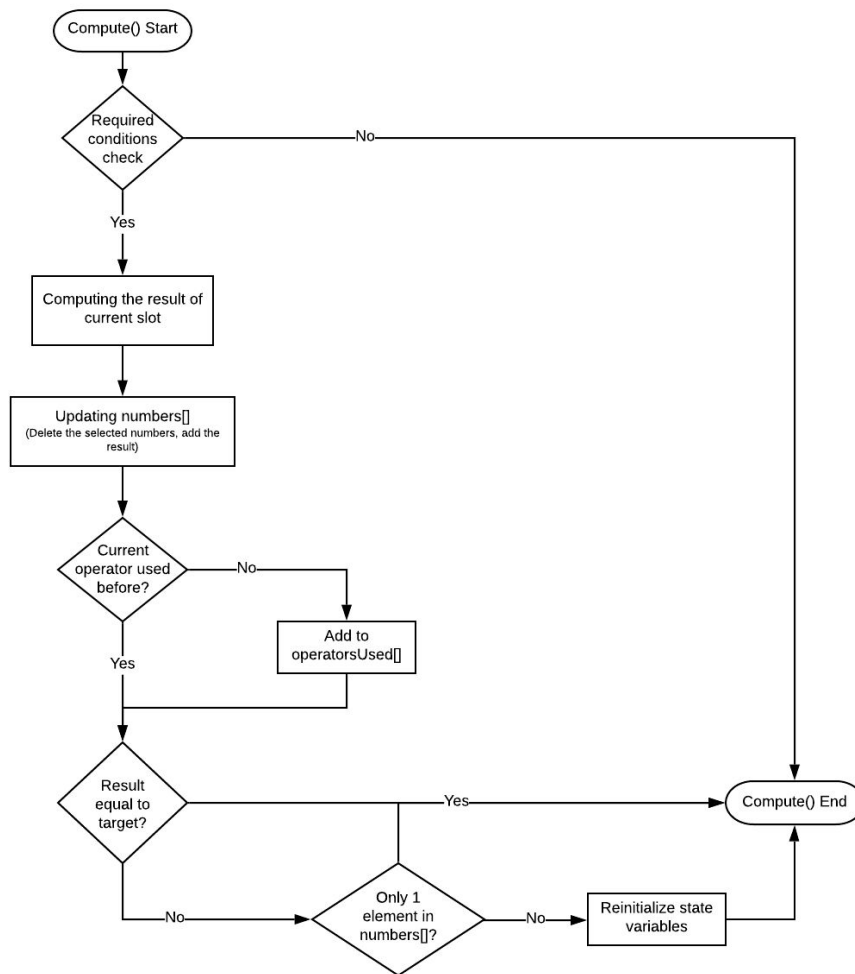 Compute() Start
Required
conditions
check
No
Yes
Computing the result of
current slot
Updating numbers[]
(Delete the selected numbers, add the
result)
Current
operator used
before?
No
Add to
operatorsUsed[]
Yes
Result
equal to
target?
Yes
Compute() End
No
Only 1
element in
numbers[]?
No
Reinitialize state
variables